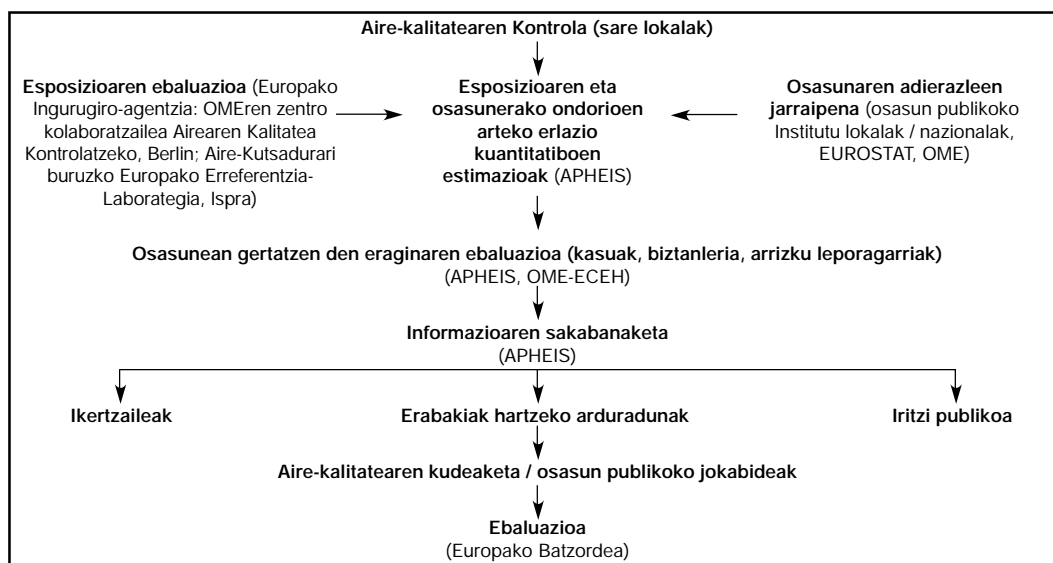 Aire-kalitatearen Kontrola (sare lokalak)
Esposizioaren ebaluazioa (Europako
Ingurugiro-agentzia: OMEren zentro
kolaboratzailea Airearen Kalitatea
Kontrolatzeko, Berlin; Aire-Kutsadurari
buruzko Europako Erreferentzia-
Laborategia, Ispra)
Esposizioaren eta
osasunerako ondorioen
arteko erlazio
kuantitatiboen
estimazioak (APHEIS)
Osasunaren adierazleen
jarraipena (osasun publikoko
Institutu lokalak / nazionalak,
EUROSTAT, OME)
Osasunean gertatzen den eraginaren ebaluazioa (kasuak, biztanleria, arrizku leporagarriak)
(APHEIS, OME-ECEH)
Informazioaren sakabanaketa
(APHEIS)
Ikertzaileak
Erabakiak hartzeko arduradunak
Iritzi publikoa
Aire-kalitatearen kudeaketa / osasun publikoko jokabideak
Ebaluazioa
(Europako Batzordea)